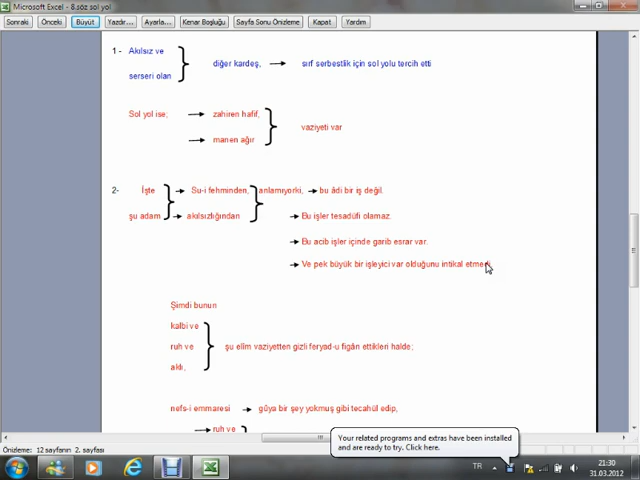 Microsoft Excel - 8.söz sol yol
Sonraki Önceki Büyüt Yazdır... Ayarla... Kenar Boşluğu Sayfa Sonu Önizleme Kapat Yardım
1 - Akılsız ve
serseri olan
diğer kardeş, sırf serbestlik için sol yolu tercih etti
Sol yol ise; zahiren hafif,
manen ağır
vaziyeti var
2- İşte Su-i fehminden, anlamıyorki, bu âdi bir iş değil.
şu adam akılsızlığından Bu işler tesadüfi olamaz.
Bu acib işler içinde garib esrar var.
Ve pek büyük bir işleyici var olduğunu intikal etmedi.
Şimdi bunun
kalbi ve
ruh ve şu elîm vaziyetten gizli feryad-u figân ettikleri halde;
aklı,
nefs-i emmaresi gûya bir şey yokmuş gibi tecahül edip,
ruh ve
Your related programs and extras have been installed
and are ready to try. Click here.
Önizleme: 12 sayfanın 2. sayfası
TR
21:30
31.03.2012